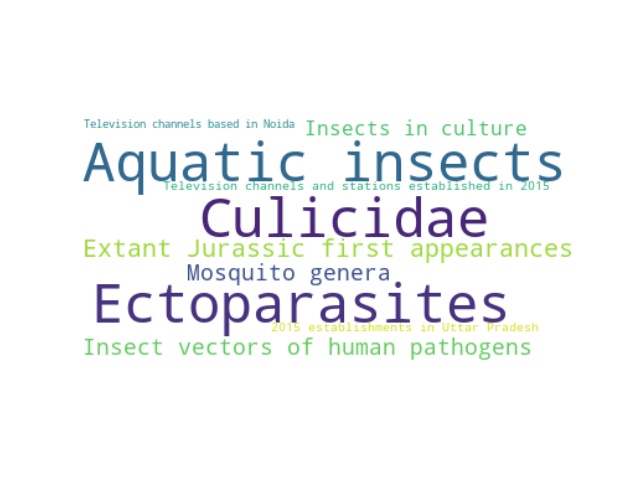 Television channels based in Noida
Insects in culture
Aquatic insects
Television channels and stations established in 2015
Culicidae
Extant Jurassic first appearances
Mosquito genera
Ectoparasites
2015 establishments in Uttar Pradesh
Insect vectors of human pathogens